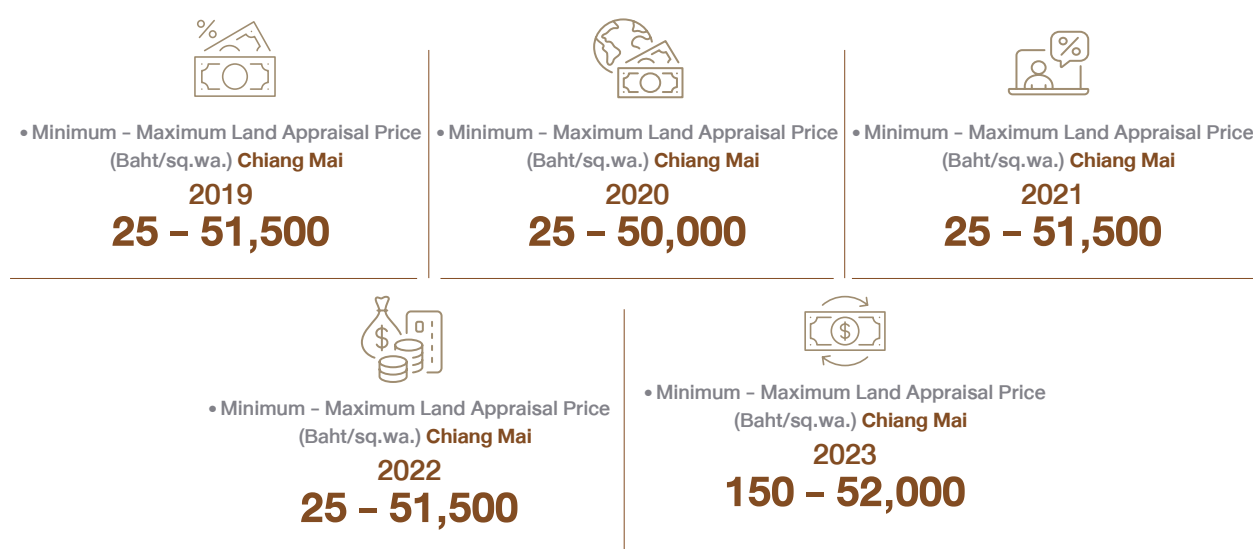 • Minimum – Maximum Land Appraisal Price
(Baht/sq.wa.) Chiang Mai
2019
25 – 51,500
• Minimum – Maximum Land Appraisal Price
(Baht/sq.wa.) Chiang Mai
2020
25 – 50,000
• Minimum – Maximum Land Appraisal Price
(Baht/sq.wa.) Chiang Mai
2021
25 – 51,500
• Minimum – Maximum Land Appraisal Price
(Baht/sq.wa.) Chiang Mai
2022
25 – 51,500
• Minimum – Maximum Land Appraisal Price
(Baht/sq.wa.) Chiang Mai
2023
150 – 52,000